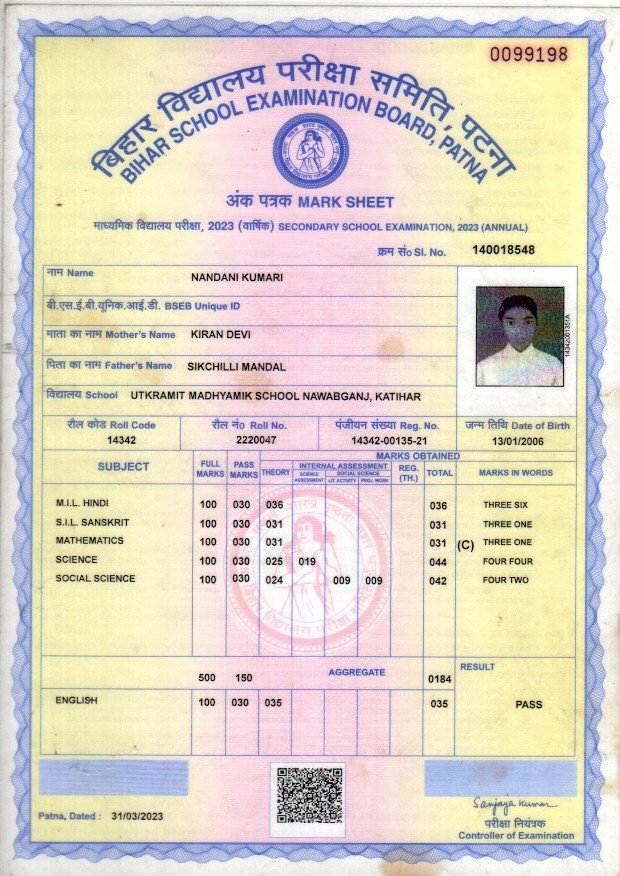 0099198
बिहार विद्यालय परीक्षा समिति, पटना
BIHAR SCHOOL EXAMINATION BOARD, PATNA
अंक पत्रक MARK SHEET
माध्यमिक विद्यालय परीक्षा, 2023 (वार्षिक) SECONDARY SCHOOL EXAMINATION, 2023 (ANNUAL)
क्रम सं० Sl. No. 140018548
नाम Name NANDANI KUMARI
बी.एस.ई.बी.यूनिक.आई.डी. BSEB Unique ID
माता का नाम Mother's Name KIRAN DEVI
पिता का नाम Father's Name SIKCHILLI MANDAL
विद्यालय School UTKRAMIT MADHYAMIK SCHOOL NAWABGANJ, KATIHAR
14342001351A
रौल कोड Roll Code रौल नं० Roll No. पंजीयन संख्या Reg. No. जन्म तिथि Date of Birth
14342 2220047 14342-00135-21 13/01/2006
SUBJECT FULL MARKS PASS MARKS THEORY MARKS OBTAINED INTERNAL ASSESSMENT REG. (TH.) TOTAL MARKS IN WORDS
SCIENCE ASSESSMENT SOCIAL SCIENCE LIT ACTIVITY PROJ. WORK
M.I.L. HINDI 100 030 036 036 THREE SIX
S.I.L. SANSKRIT 100 030 031 031 THREE ONE
MATHEMATICS 100 030 031 031 (C) THREE ONE
SCIENCE 100 030 025 019 044 FOUR FOUR
SOCIAL SCIENCE 100 030 024 009 009 042 FOUR TWO
500 150 AGGREGATE 0184 RESULT
ENGLISH 100 030 035 035 PASS
Patna, Dated : 31/03/2023
Sanjaya Kumar
परीक्षा नियंत्रक
Controller of Examination